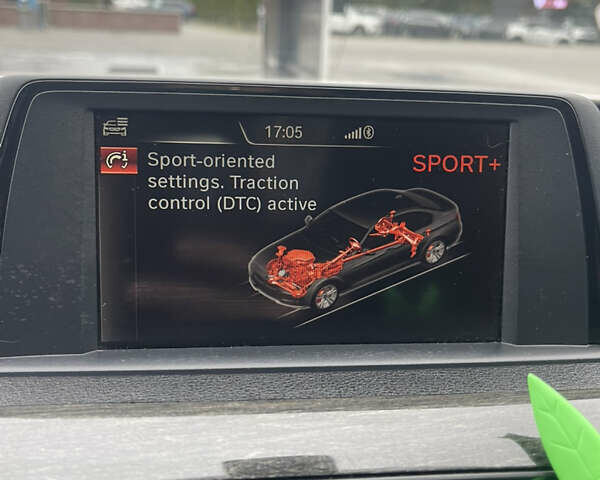 17:05
Sport-oriented
settings. Traction
control (DTC) active
SPORT+